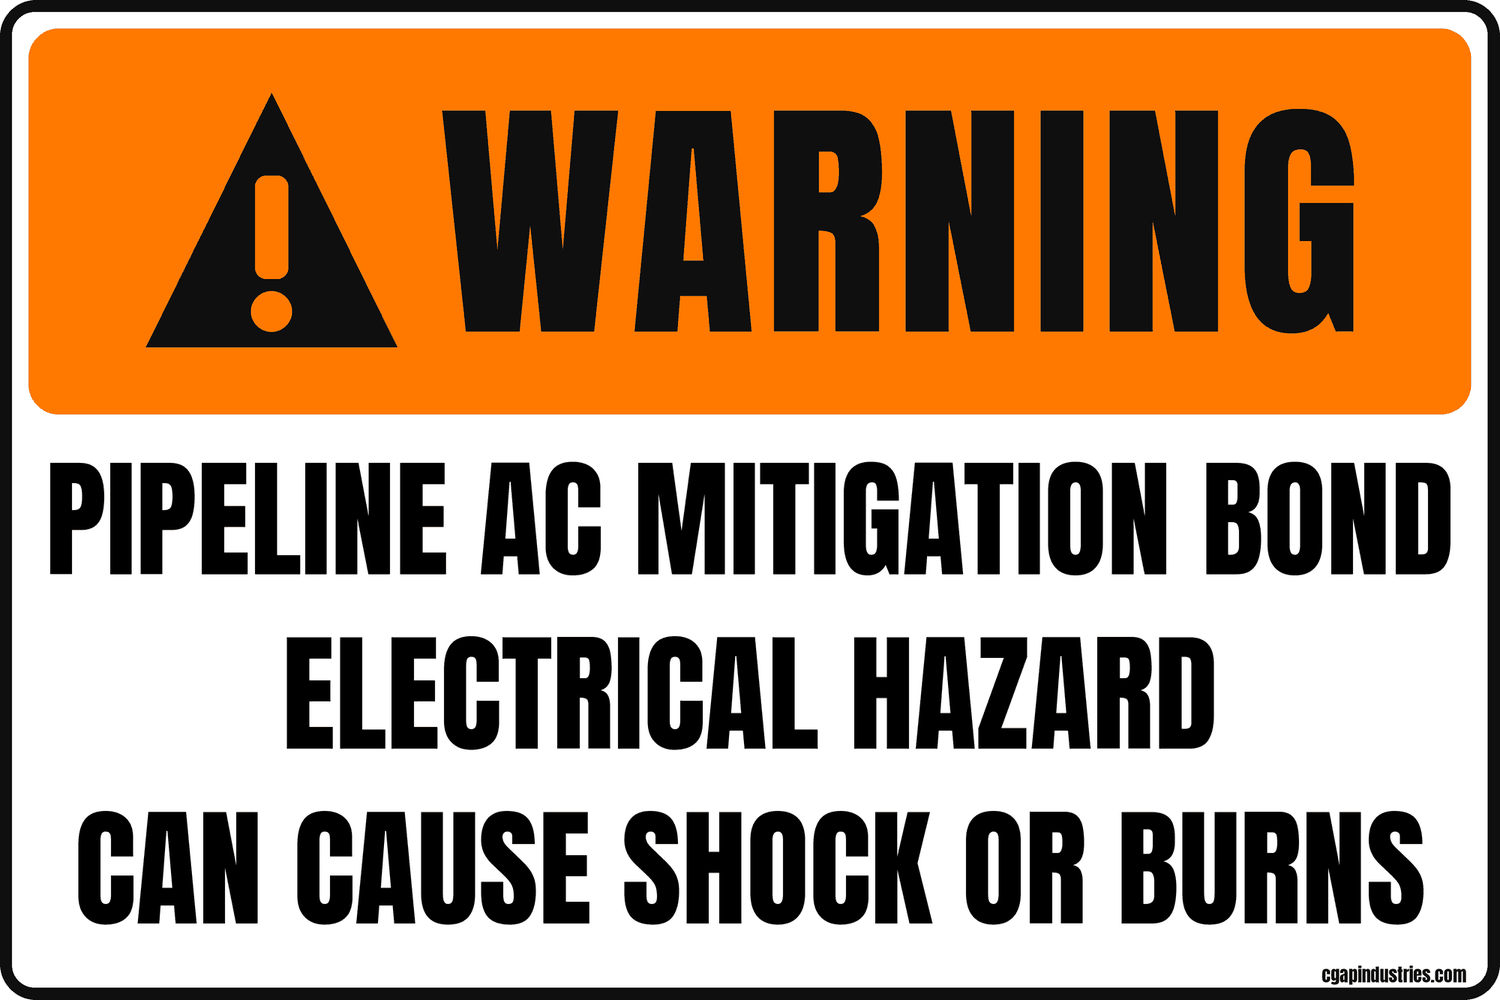 WARNING
PIPELINE AC MITIGATION BOND
ELECTRICAL HAZARD
CAN CAUSE SHOCK OR BURNS
cgapindustries.com